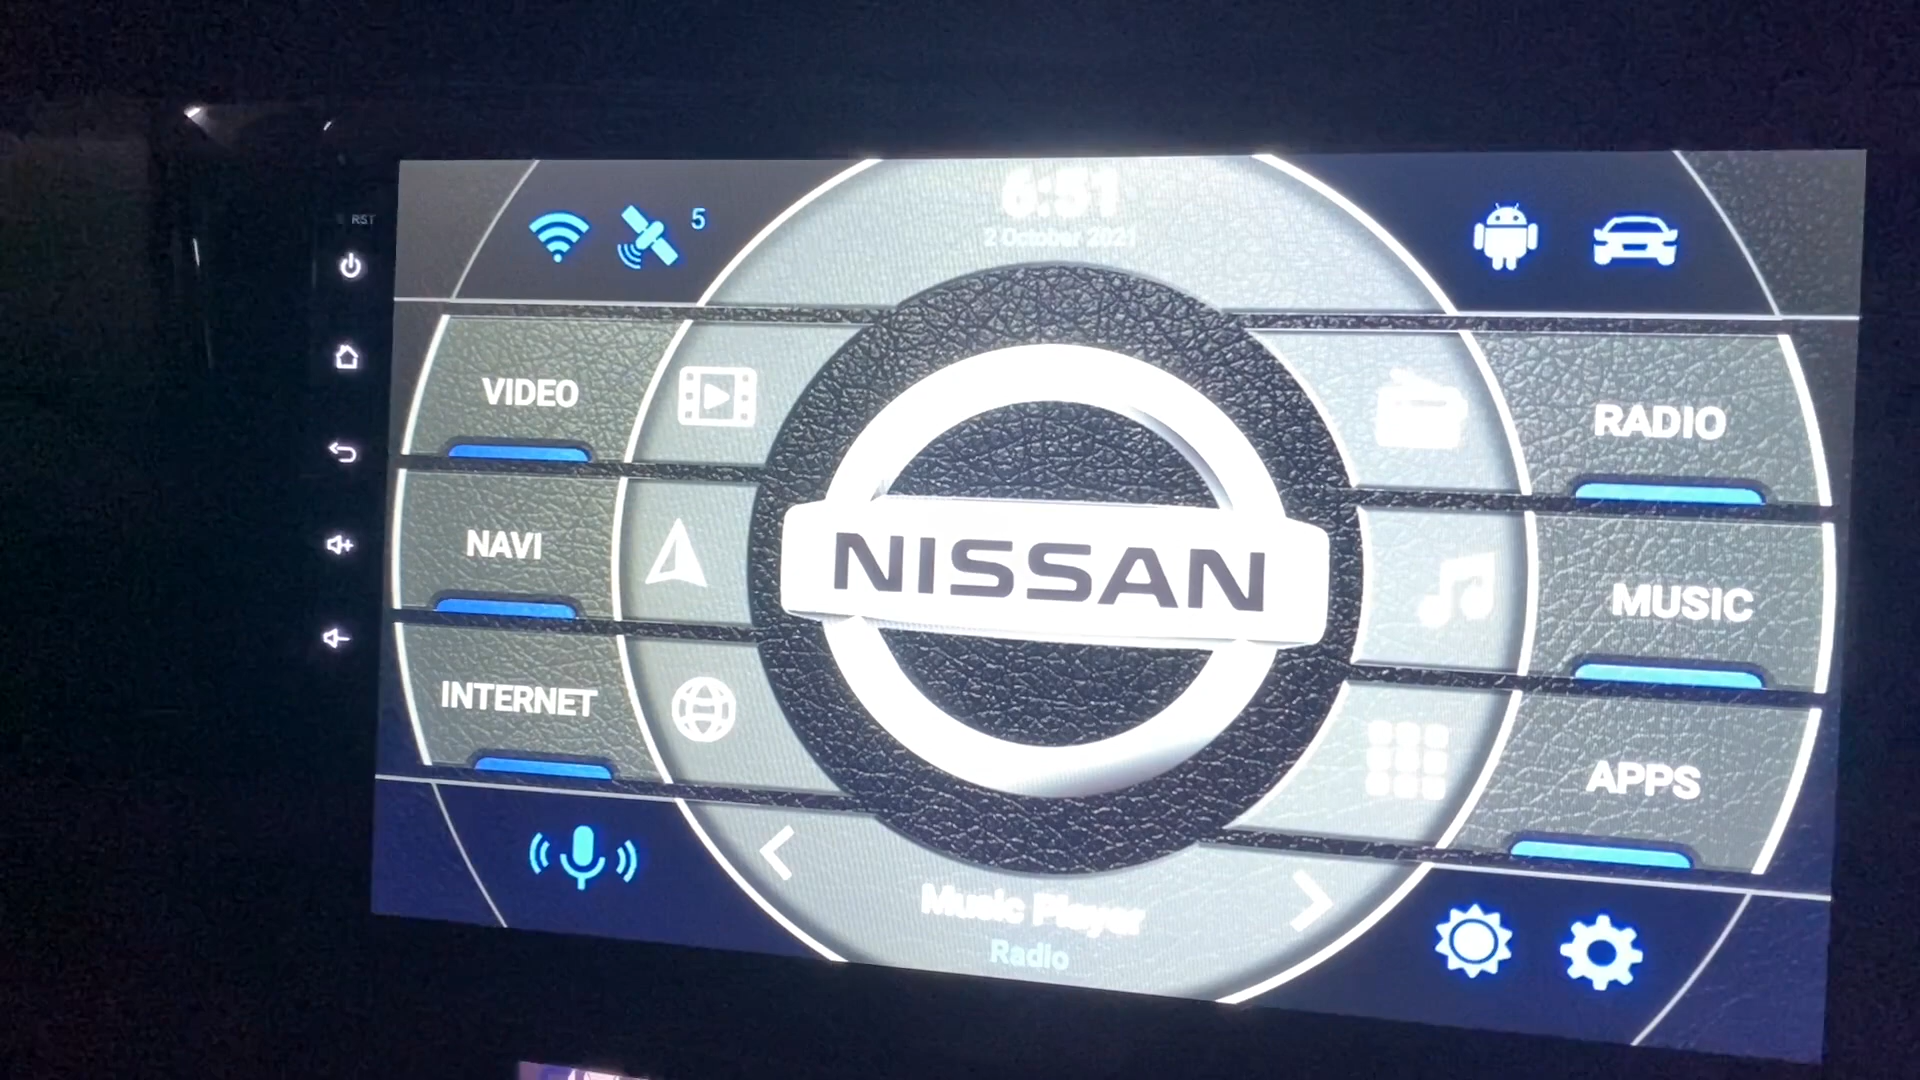 RST
5
6:51
2 October 2021
VIDEO
RADIO
NAVI
NISSAN
MUSIC
INTERNET
APPS
Music Player
Radio